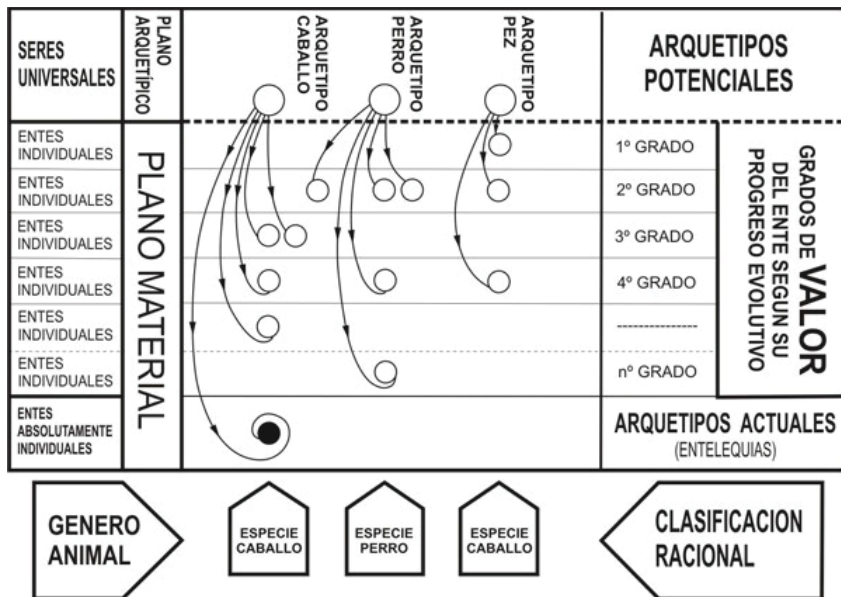 SERES
UNIVERSALES
PLANO
ARQUETÍPICO
ARQUETIPO
CABALLO
ARQUETIPO
PERRO
ARQUETIPO
PEZ
ARQUETIPOS
POTENCIALES
ENTES
INDIVIDUALES
ENTES
INDIVIDUALES
ENTES
INDIVIDUALES
ENTES
INDIVIDUALES
ENTES
INDIVIDUALES
ENTES
INDIVIDUALES
ENTES
ABSOLUTAMENTE
INDIVIDUALES
PLANO MATERIAL
1º GRADO
2º GRADO
3º GRADO
4º GRADO
---------------
nº GRADO
GRADOS DE VALOR
DEL ENTE SEGUN SU
PROGRESO EVOLUTIVO
ARQUETIPOS ACTUALES
(ENTELEQUIAS)
GENERO
ANIMAL
ESPECIE
CABALLO
ESPECIE
PERRO
ESPECIE
CABALLO
CLASIFICACION
RACIONAL